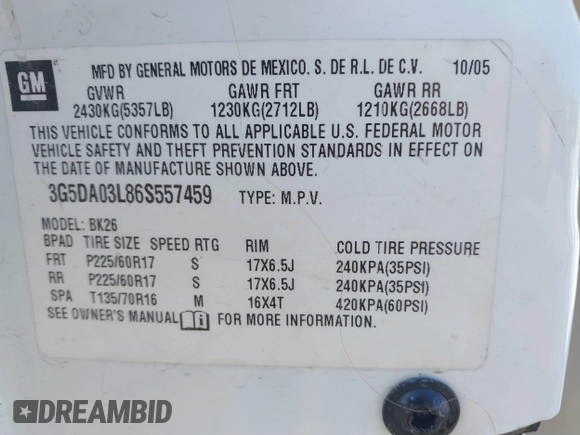 GM
MFD BY GENERAL MOTORS DE MEXICO, S. DE R.L. DE C.V. 10/05
GVWR GAWR FRT GAWR RR
2430KG(5357LB) 1230KG(2712LB) 1210KG(2668LB)
THIS VEHICLE CONFORMS TO ALL APPLICABLE U.S. FEDERAL MOTOR
VEHICLE SAFETY AND THEFT PREVENTION STANDARDS IN EFFECT ON
THE DATE OF MANUFACTURE SHOWN ABOVE.
3G5DA03L86S557459 TYPE: M.P.V.
MODEL: BK26
BPAD TIRE SIZE SPEED RTG RIM COLD TIRE PRESSURE
FRT P225/60R17 S 17X6.5J 240KPA(35PSI)
RR P225/60R17 S 17X6.5J 240KPA(35PSI)
SPA T135/70R16 M 16X4T 420KPA(60PSI)
SEE OWNER'S MANUAL i FOR MORE INFORMATION.
DREAMBID